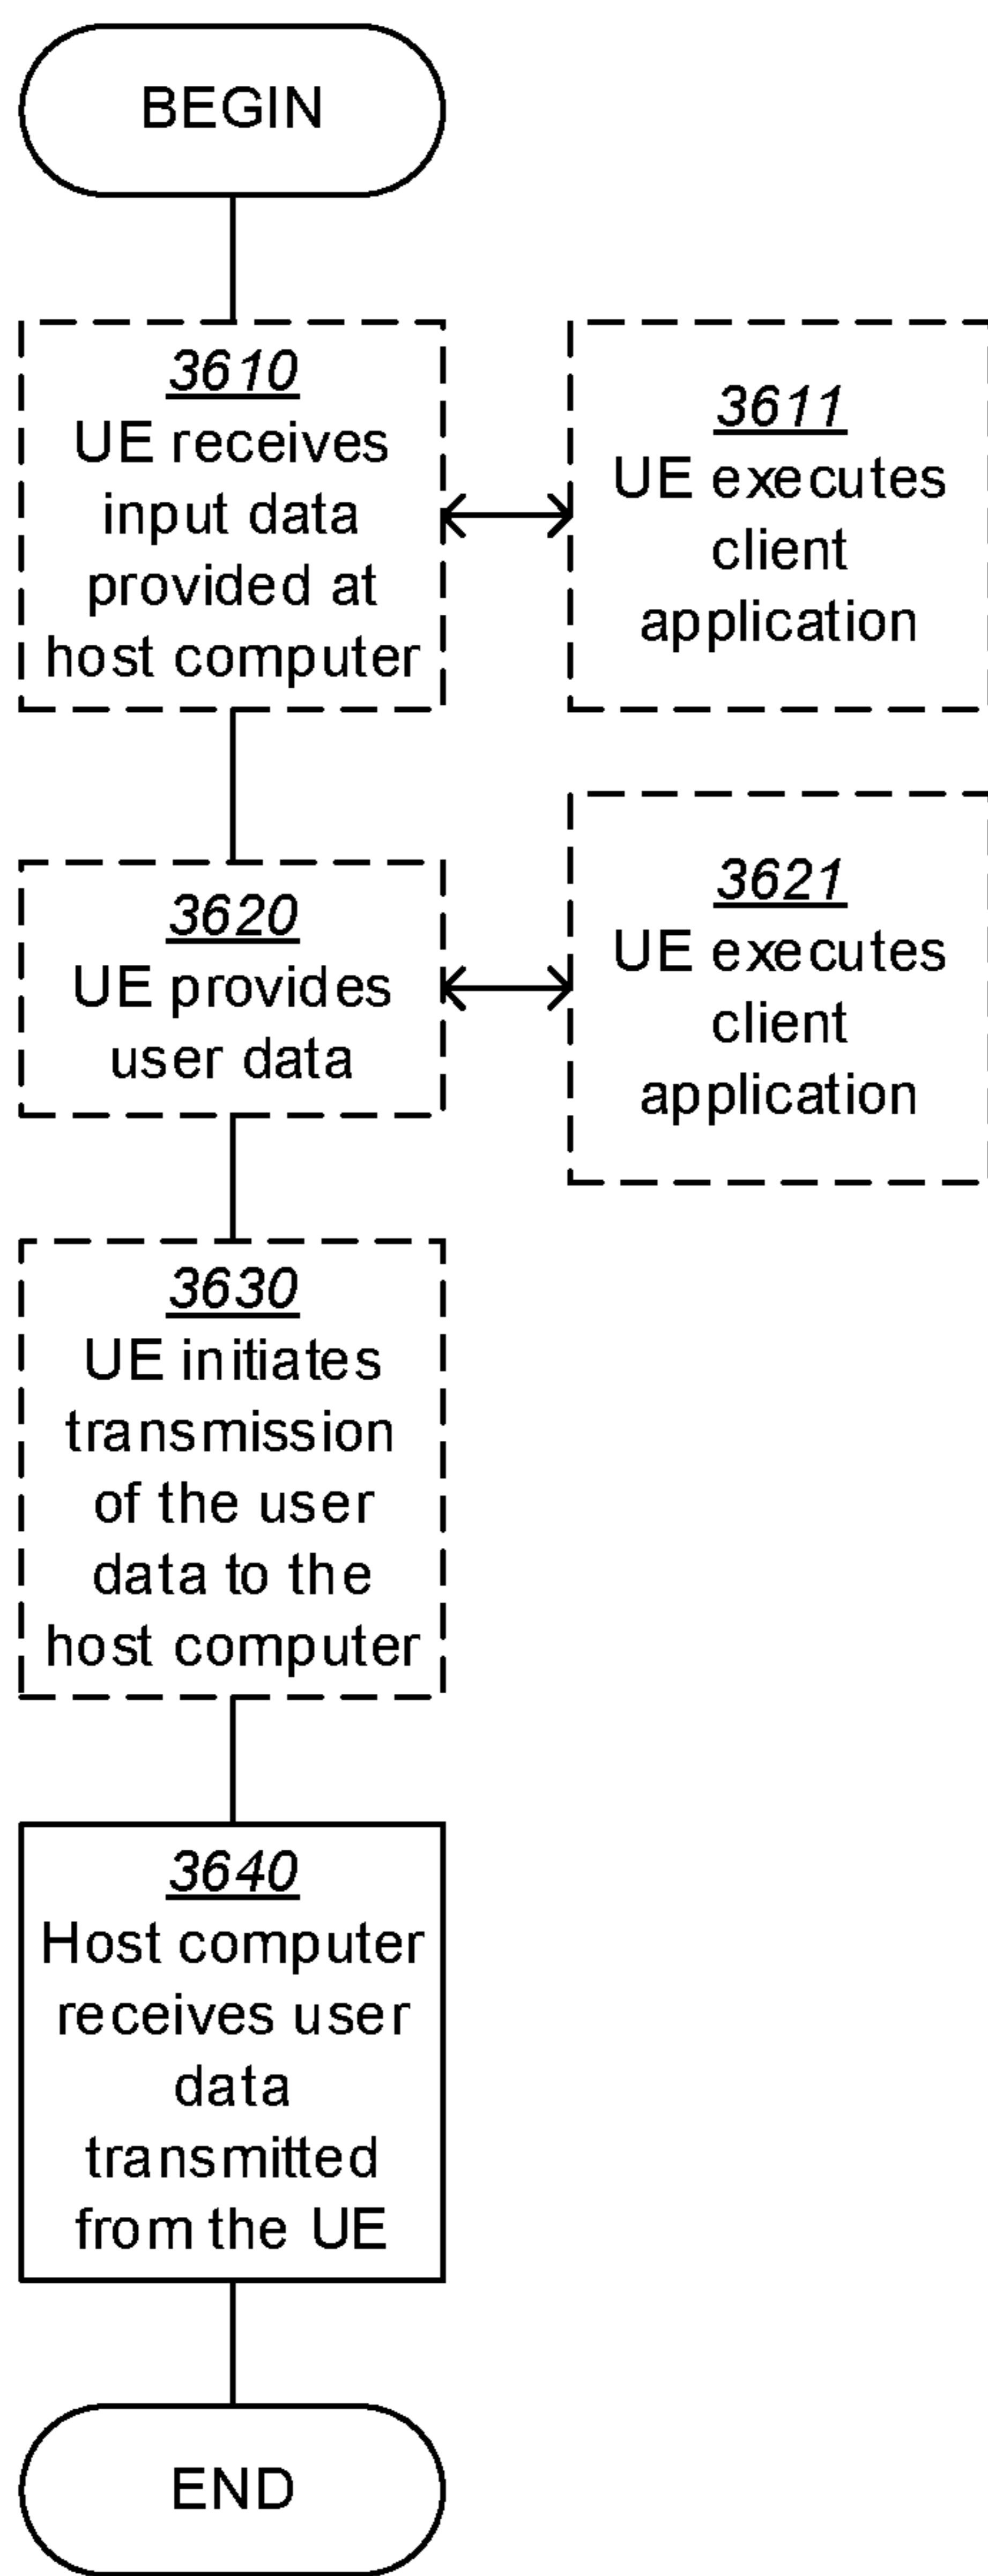 BEGIN
3610
UE receives
input data
provided at
host computer
3611
UE executes
client
application
3620
UE provides
user data
3621
UE executes
client
application
3630
UE initiates
transmission
of the user
data to the
host computer
3640
Host computer
receives user
data
transmitted
from the UE
END